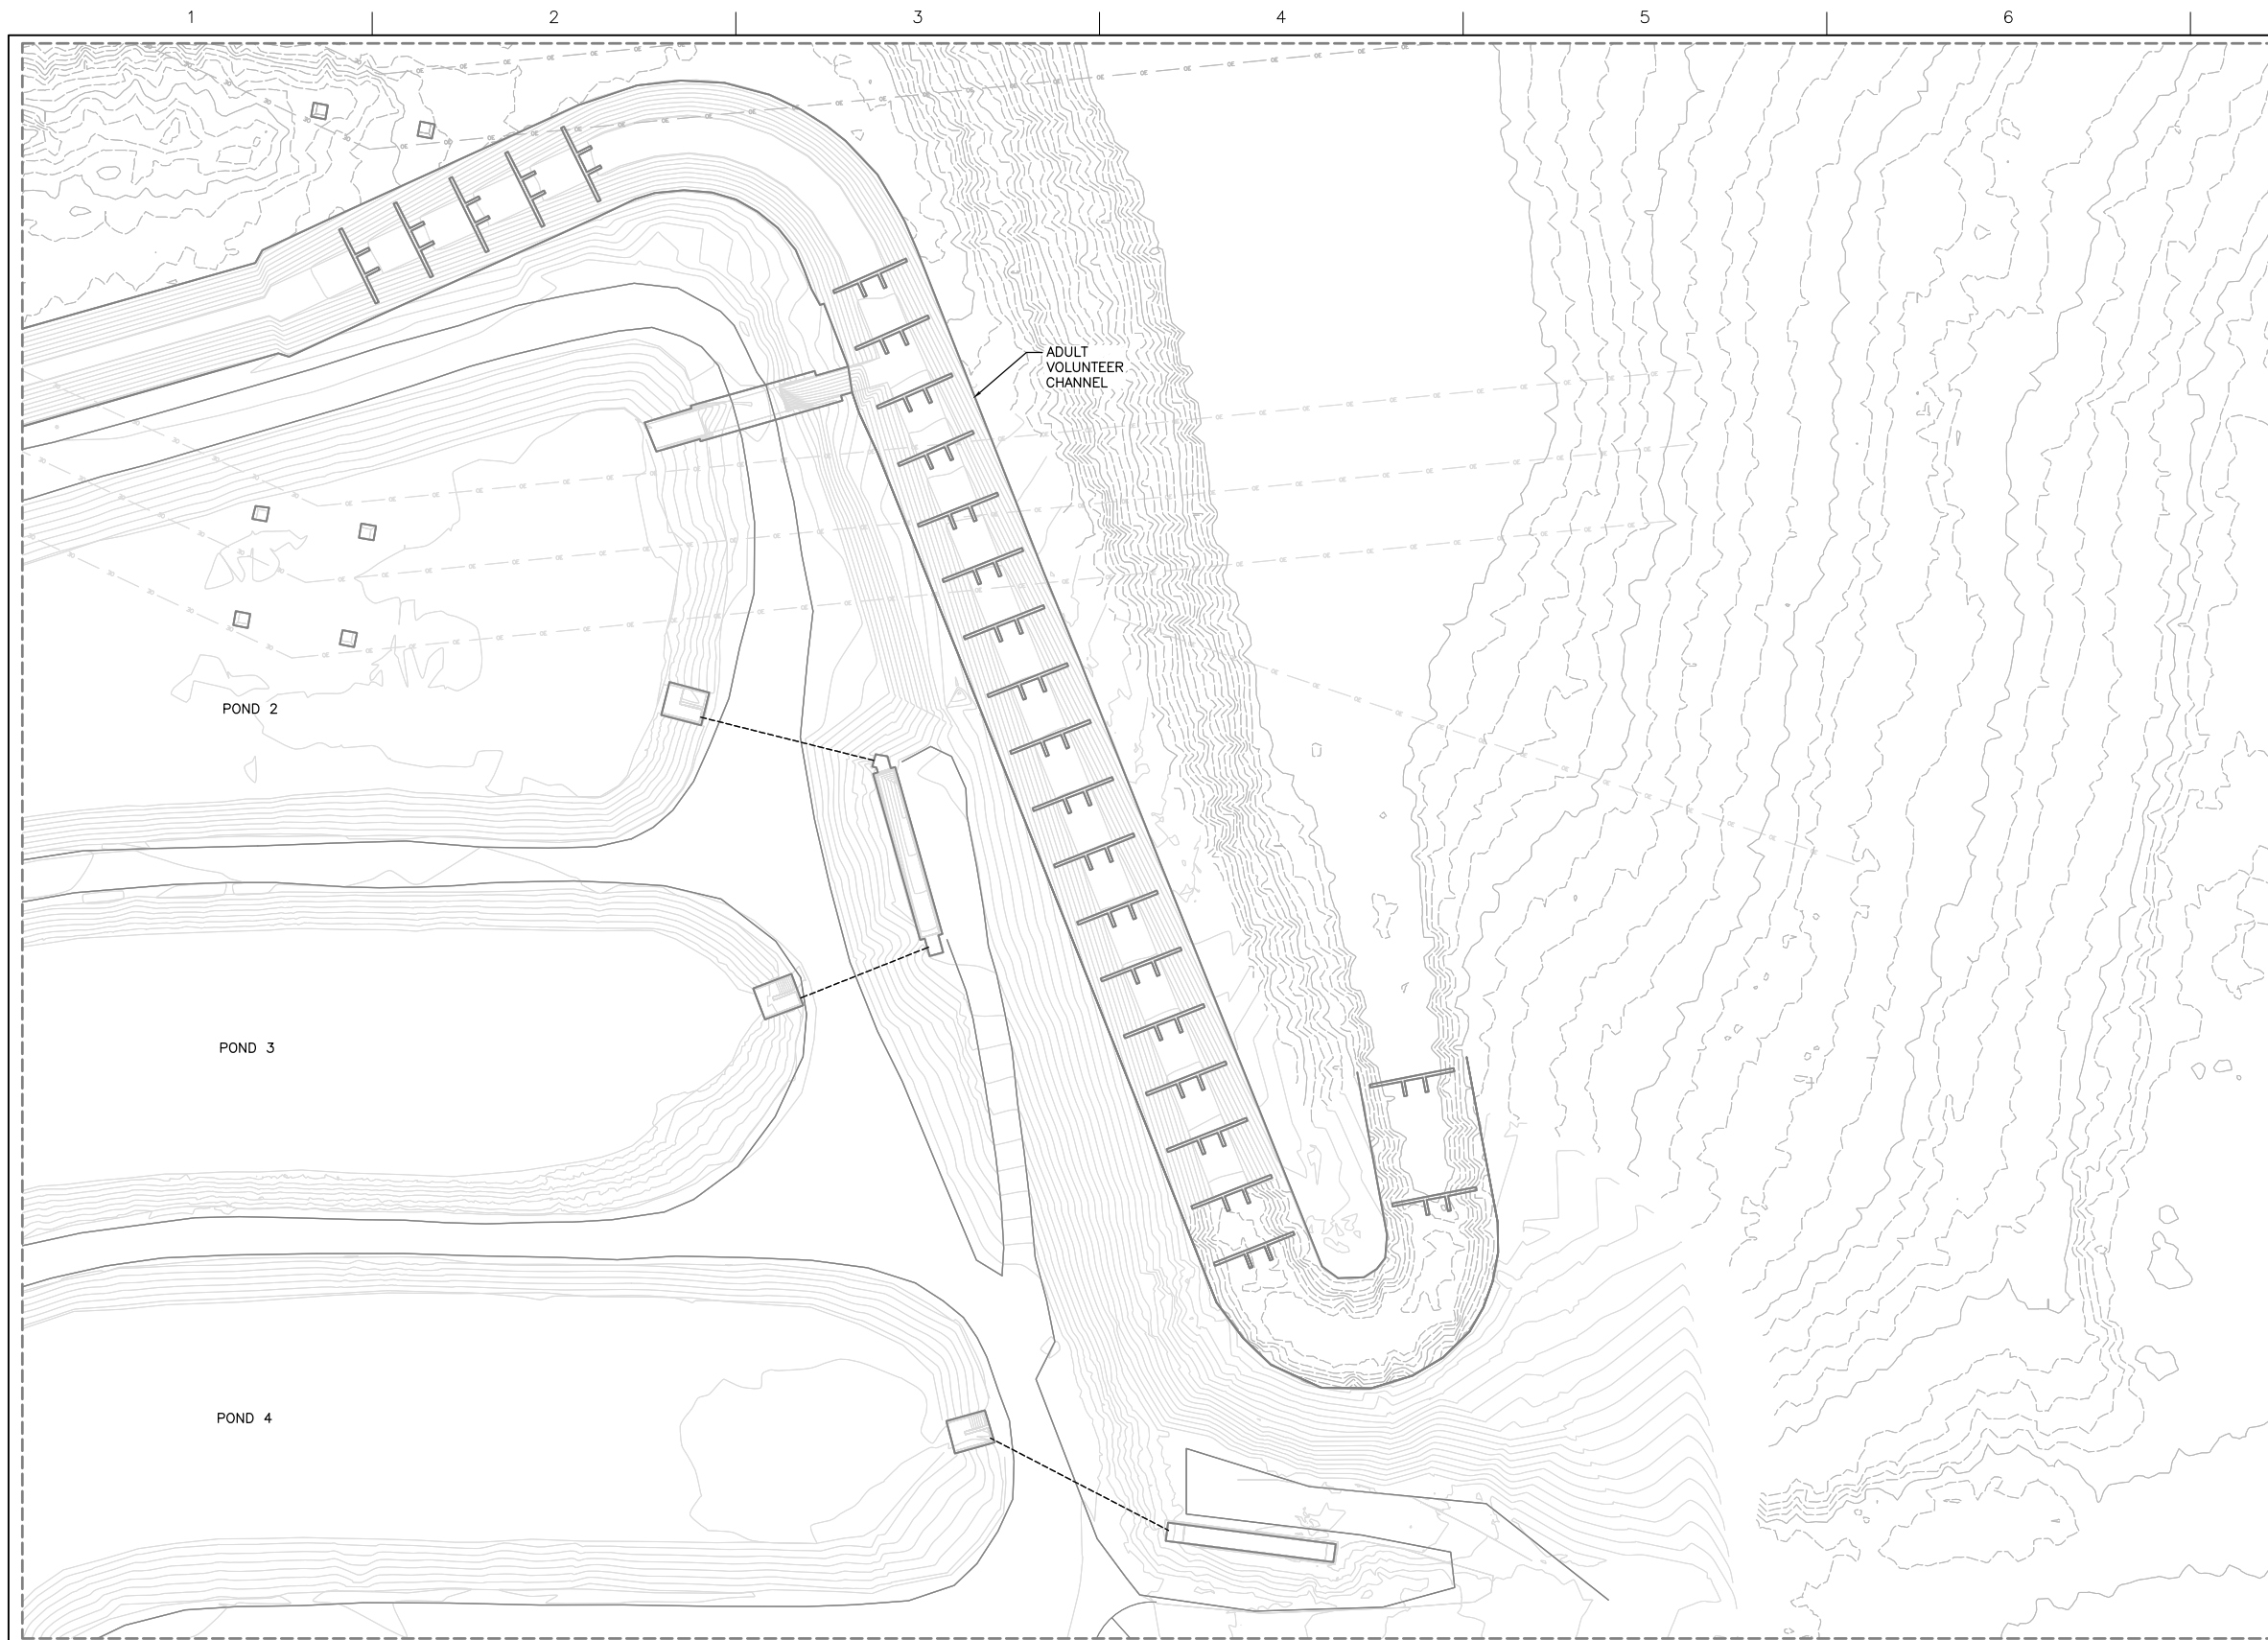 1 2 3 4 5 6
ADULT
VOLUNTEER
CHANNEL
POND 2
POND 3
POND 4